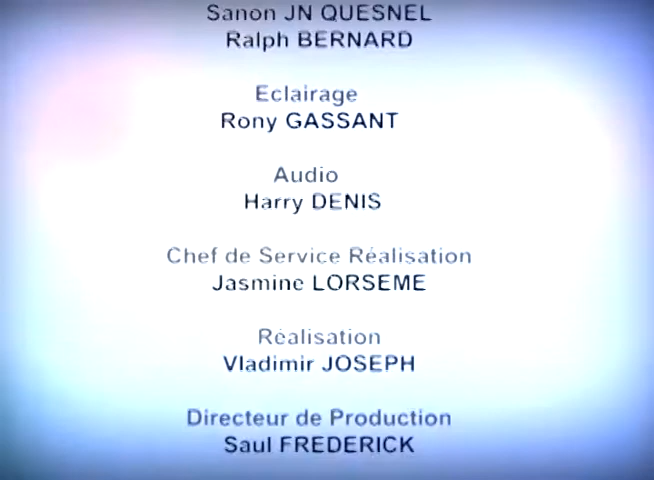 Sanon JN QUESNEL
Ralph BERNARD
Eclairage
Rony GASSANT
Audio
Harry DENIS
Chef de Service Réalisation
Jasmine LORSEME
Réalisation
Vladimir JOSEPH
Directeur de Production
Saul FREDERICK